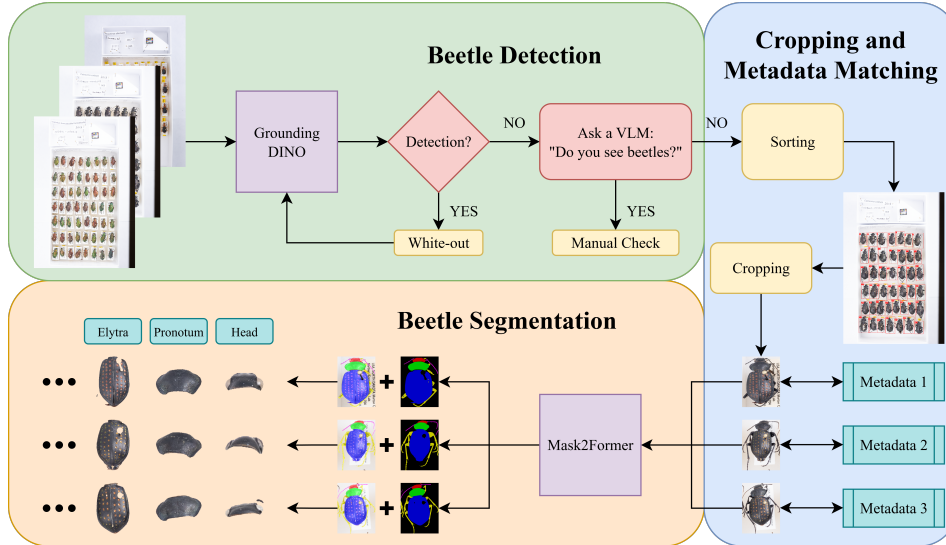 Beetle Detection
Cropping and
Metadata Matching
Grounding
DINO
Detection?
NO
Ask a VLM:
"Do you see beetles?"
NO
Sorting
YES
YES
White-out
Manual Check
Cropping
Beetle Segmentation
Elytra
Pronotum
Head
Mask2Former
Metadata 1
Metadata 2
Metadata 3